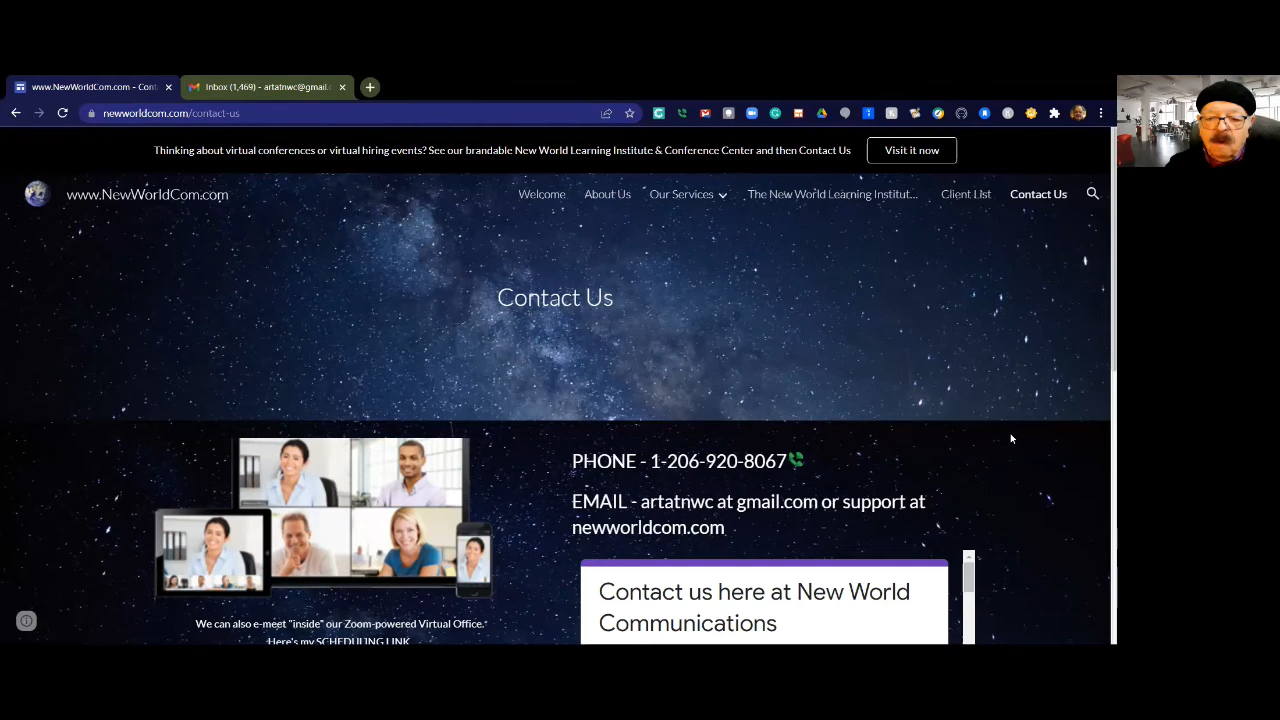 www.NewWorldCom.com - Cont
Inbox (1,469) - artatnwc@gmail.c
newworldcom.com/contact-us
Thinking about virtual conferences or virtual hiring events? See our brandable New World Learning Institute & Conference Center and then Contact Us
Visit it now
www.NewWorldCom.com
Welcome
About Us
Our Services
The New World Learning Institut...
Client List
Contact Us
Contact Us
PHONE - 1-206-920-8067
EMAIL - artatnwc at gmail.com or support at
newworldcom.com
Contact us here at New World
Communications
We can also e-meet "inside" our Zoom-powered Virtual Office.
Here's my SCHEDULING LINK